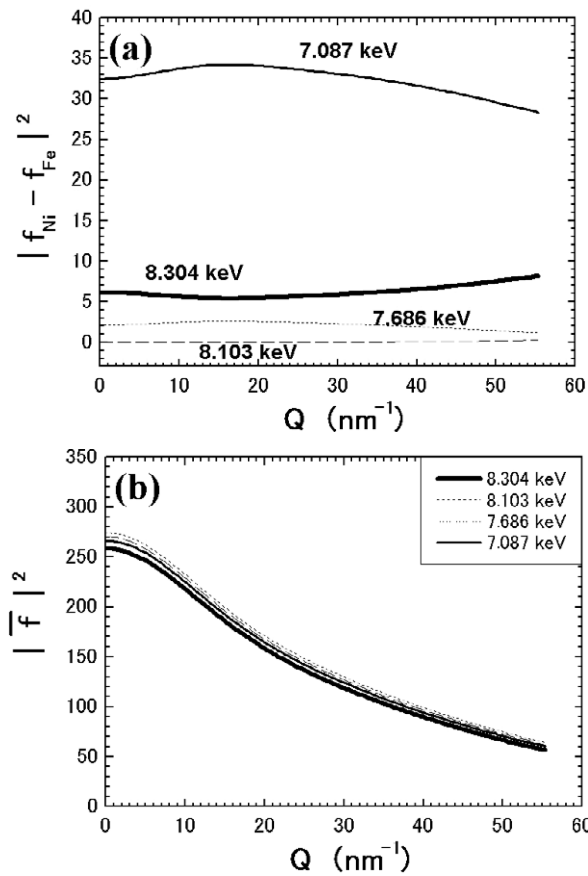 (a)
7.087 keV
8.304 keV
7.686 keV
8.103 keV
40
35
30
25
20
15
10
5
0
| f_Ni − f_Fe |²
0 10 20 30 40 50 60
Q (nm⁻¹)
(b)
8.304 keV
8.103 keV
7.686 keV
7.087 keV
350
300
250
200
150
100
50
0
| f̅ |²
0 10 20 30 40 50 60
Q (nm⁻¹)